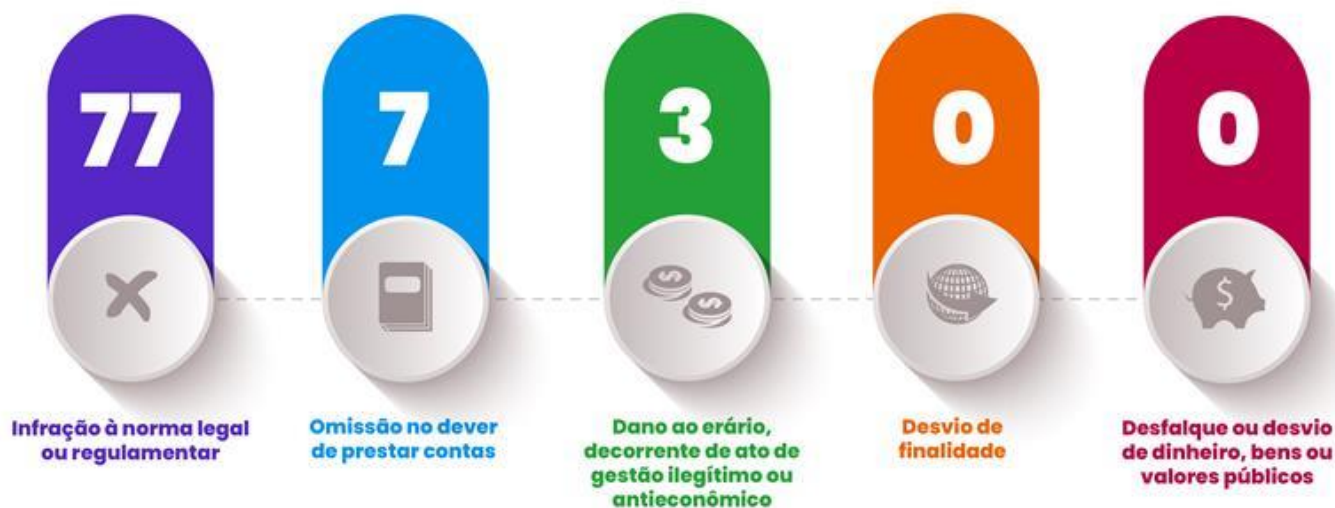 77
7
3
0
0
Infração à norma legal
ou regulamentar
Omissão no dever
de prestar contas
Dano ao erário,
decorrente de ato de
gestão ilegítimo ou
antieconômico
Desvio de
finalidade
Desfalque ou desvio
de dinheiro, bens ou
valores públicos